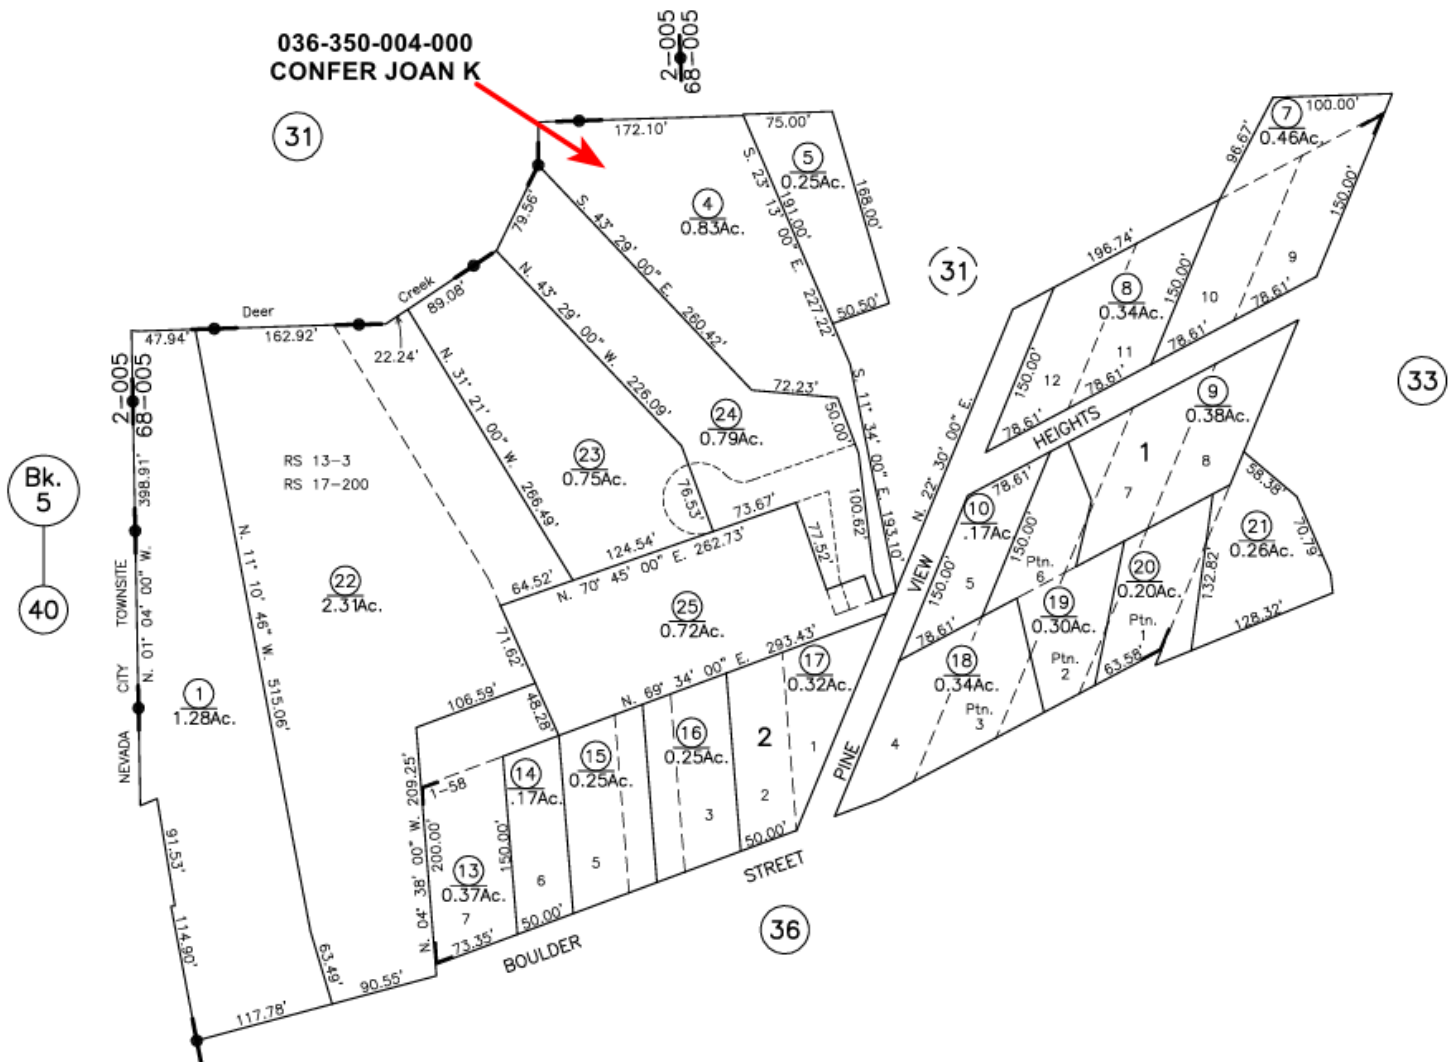 036-350-004-000
CONFER JOAN K
2-005
68-005
31
172.10'
75.00'
5
0.25Ac.
168.00'
S. 23° 13' 00" E. 227.22'
191.00'
4
0.83Ac.
50.50'
79.56'
S. 43° 29' 00" E. 260.42'
7
0.46Ac.
100.00'
96.67'
150.00'
31
196.74'
8
0.34Ac.
150.00'
9
10
78.61'
78.61'
11
12
150.00'
78.61'
78.61'
HEIGHTS
33
Deer
Creek
89.08'
47.94'
162.92'
22.24'
2-005
68-005
N. 43° 29' 00" W. 226.09'
N. 31° 21' 00" W. 266.49'
72.23'
50.00'
S. 11° 34' 00" E. 193.10'
N. 22° 30' 00" E.
24
0.79Ac.
23
0.75Ac.
9
0.38Ac.
1
8
7
RS 13-3
RS 17-200
Bk.
5
40
398.91'
N. 01° 04' 00" W.
NEVADA CITY TOWNSITE
N. 11° 10' 46" W. 515.06'
76.53'
73.67'
77.52'
100.62'
124.54'
N. 70° 45' 00" E. 262.73'
64.52'
78.61'
10
.17Ac.
150.00'
150.00'
5
Ptn.
6
58.38'
70.79'
21
0.26Ac.
132.82'
128.32'
20
0.20Ac.
Ptn.
1
63.58'
19
0.30Ac.
Ptn.
2
18
0.34Ac.
Ptn.
3
4
78.61'
PINE VIEW
22
2.31Ac.
25
0.72Ac.
71.62'
48.28'
106.59'
N. 69° 34' 00" E. 293.43'
17
0.32Ac.
1
1
1.28Ac.
16
0.25Ac.
2
2
3
15
0.25Ac.
5
14
.17Ac.
6
T-58
N. 04° 38' 00" W. 209.25'
200.00'
150.00'
13
0.37Ac.
7
73.35'
50.00'
50.00'
BOULDER STREET
36
91.53'
114.90'
63.49'
90.55'
117.78'